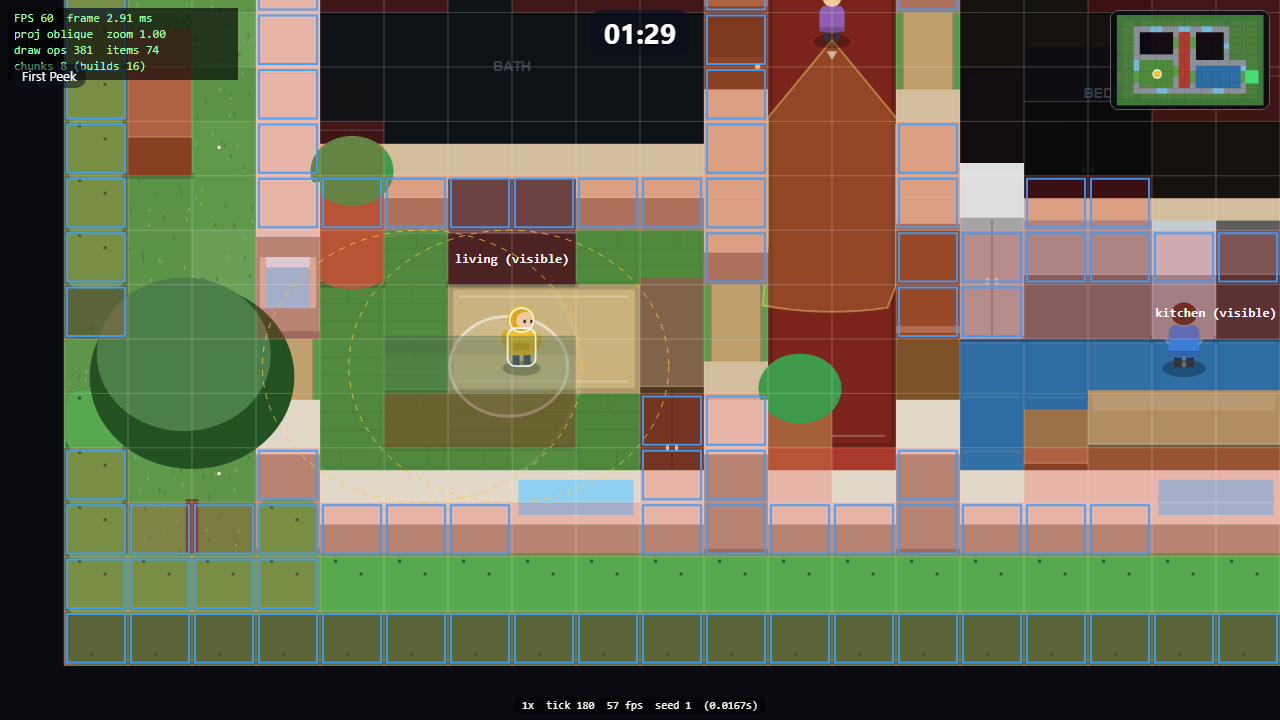 FPS 60  frame 2.91 ms
proj oblique  zoom 1.00
draw ops 381  items 74
chunks 8 (builds 16)
First Peek
01:29
BATH
BED
living (visible)
kitchen (visible)
1x  tick 180  57 fps  seed 1  (0.0167s)